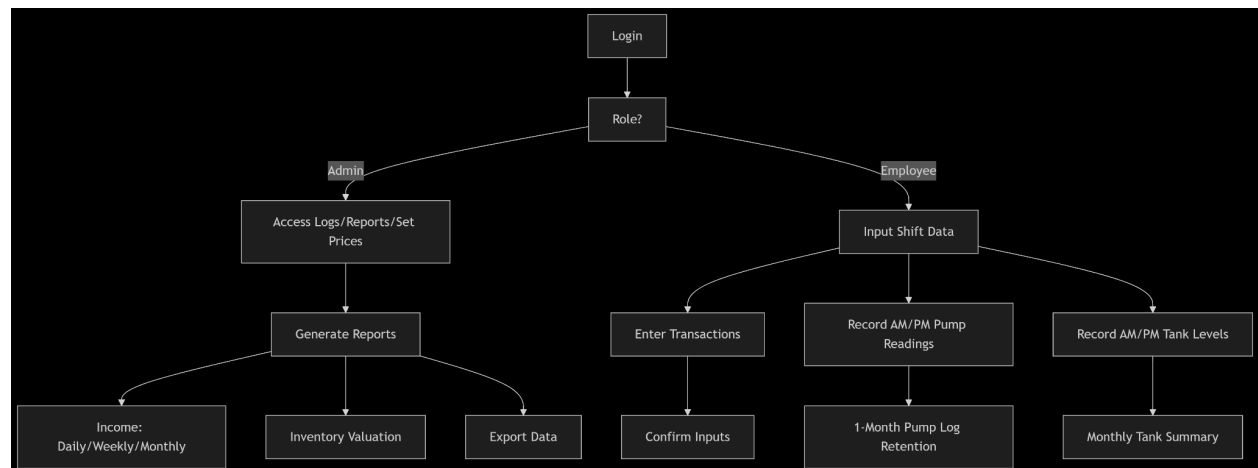 Login
Role?
Admin
Employee
Access Logs/Reports/Set
Prices
Input Shift Data
Generate Reports
Enter Transactions
Record AM/PM Pump
Readings
Record AM/PM Tank Levels
Income:
Daily/Weekly/Monthly
Inventory Valuation
Export Data
Confirm Inputs
1-Month Pump Log
Retention
Monthly Tank Summary